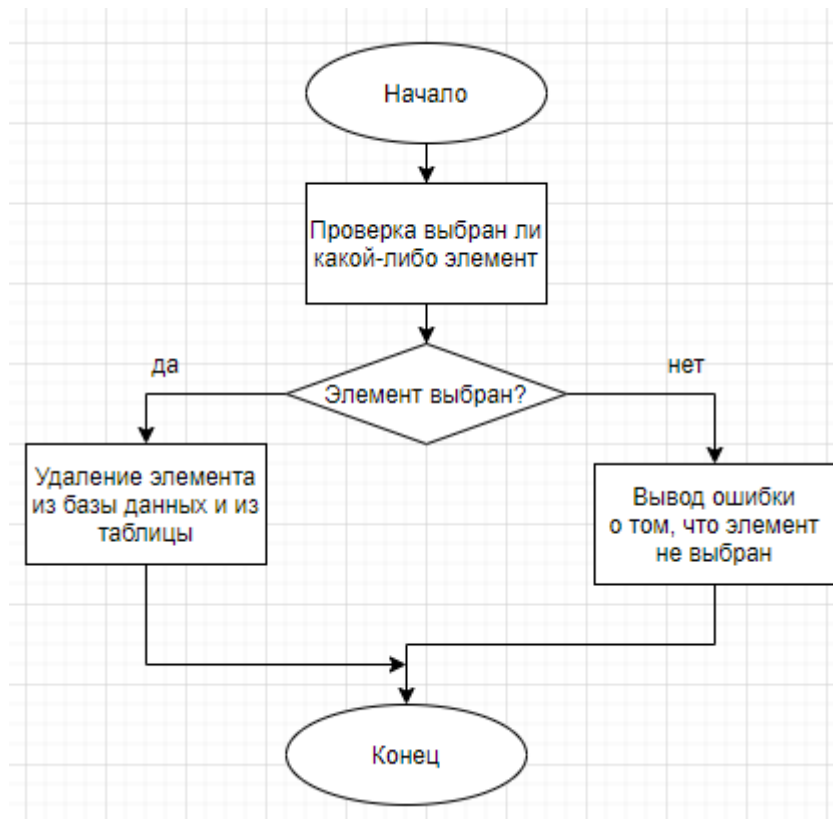 Начало
Проверка выбран ли
какой-либо элемент
да
нет
Элемент выбран?
Удаление элемента
из базы данных и из
таблицы
Вывод ошибки
о том, что элемент
не выбран
Конец